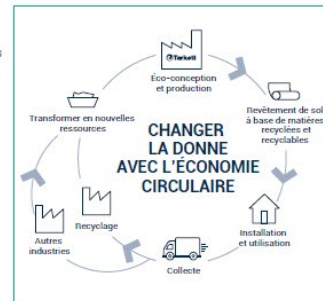 Tarkett
Éco-conception
et production
Revêtement de sol
à base de matières
recyclées et
recyclables
Transformer en nouvelles
ressources
CHANGER
LA DONNE
AVEC L'ÉCONOMIE
CIRCULAIRE
Installation
et utilisation
Recyclage
Autres
industries
Collecte